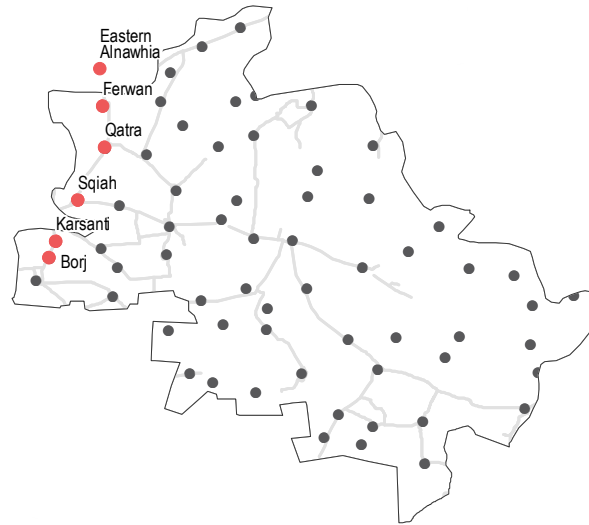 Eastern
Alnawhia
Ferwan
Qatra
Sqiah
Karsanti
Borj